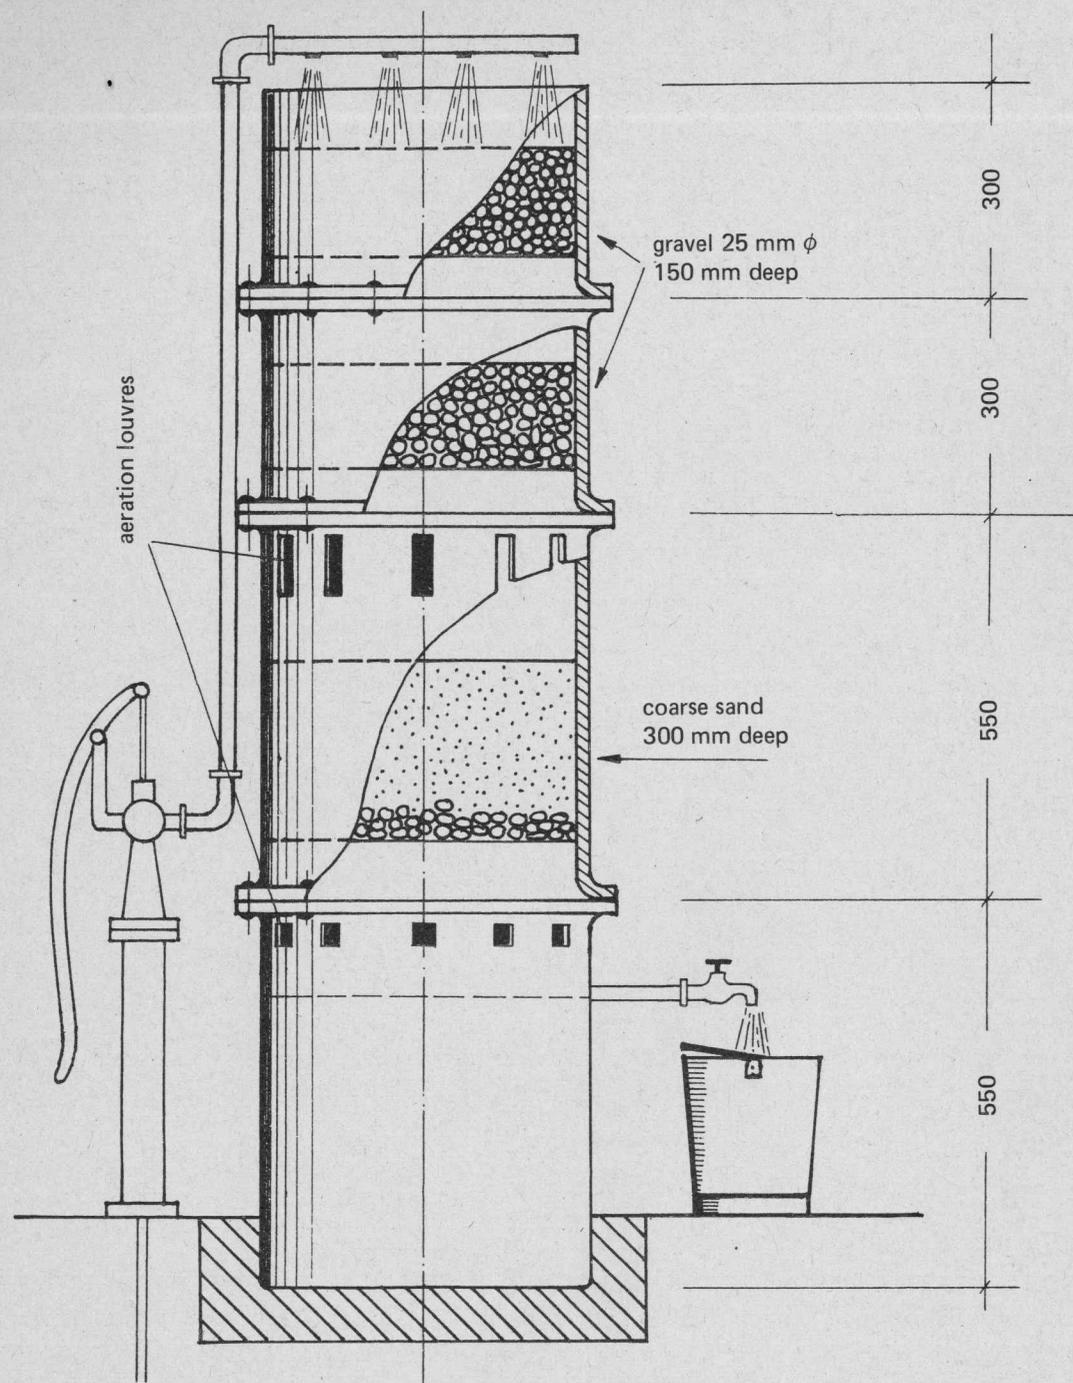 300
gravel 25 mm ϕ
150 mm deep
300
aeration louvres
550
coarse sand
300 mm deep
550